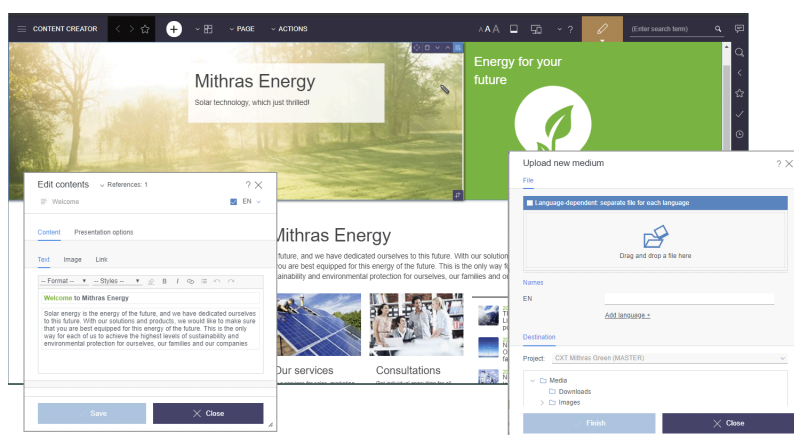 CONTENT CREATOR
PAGE
ACTIONS
A A A
?
(Enter search term)
Mithras Energy
Solar technology, which just thrilled!
Energy for your
future
Edit contents
References: 1
?
Welcome
EN
Content
Presentation options
Text
Image
Link
-- Format --
-- Styles --
B
I
Welcome to Mithras Energy
Solar energy is the energy of the future, and we have dedicated ourselves
to this future. With our solutions and products, we would like to make sure
that you are best equipped for this energy of the future. This is the only
way for each of us to achieve the highest levels of sustainability and
environmental protection for ourselves, our families and our companies
Save
Close
Mithras Energy
future, and we have dedicated ourselves to this future. With our solution
you are best equipped for this energy of the future. This is the only way f
ainability and environmental protection for ourselves, our families and o
Our services
Consultations
Upload new medium
?
File
Language-dependent: separate file for each language
Drag and drop a file here
Names
EN
Add language +
Destination
Project:
CXT Mithras Green (MASTER)
Media
Downloads
Images
Finish
Close